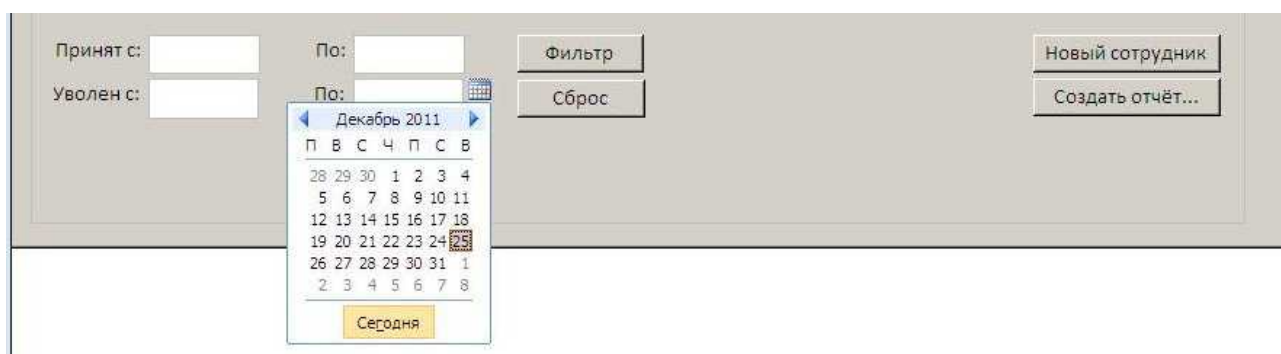 Принят с: По: Фильтр Новый сотрудник
Уволен с: По: Сброс Создать отчёт...
Декабрь 2011
П В С Ч П С В
28 29 30 1 2 3 4
5 6 7 8 9 10 11
12 13 14 15 16 17 18
19 20 21 22 23 24 25
26 27 28 29 30 31 1
2 3 4 5 6 7 8
Сегодня